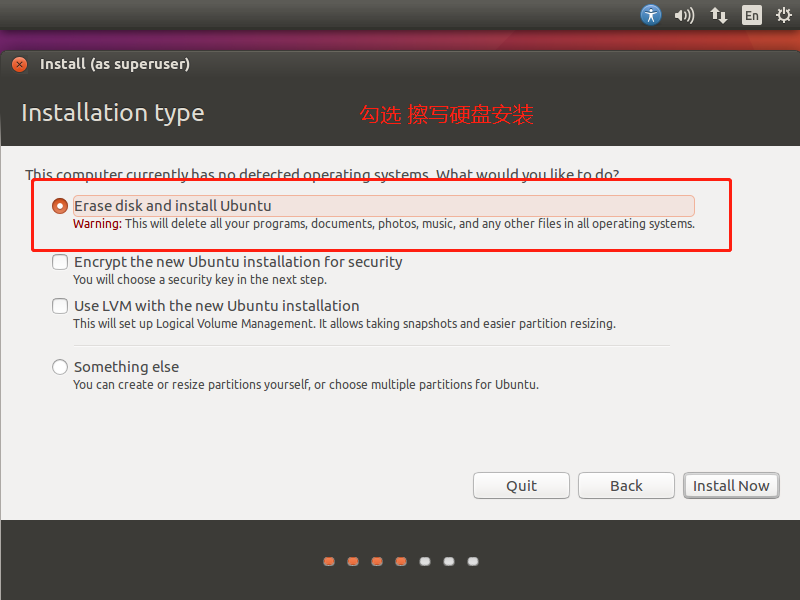 En
Install (as superuser)
Installation type
勾选 擦写硬盘安装
This computer currently has no detected operating systems. What would you like to do?
Erase disk and install Ubuntu
Warning: This will delete all your programs, documents, photos, music, and any other files in all operating systems.
Encrypt the new Ubuntu installation for security
You will choose a security key in the next step.
Use LVM with the new Ubuntu installation
This will set up Logical Volume Management. It allows taking snapshots and easier partition resizing.
Something else
You can create or resize partitions yourself, or choose multiple partitions for Ubuntu.
Quit
Back
Install Now